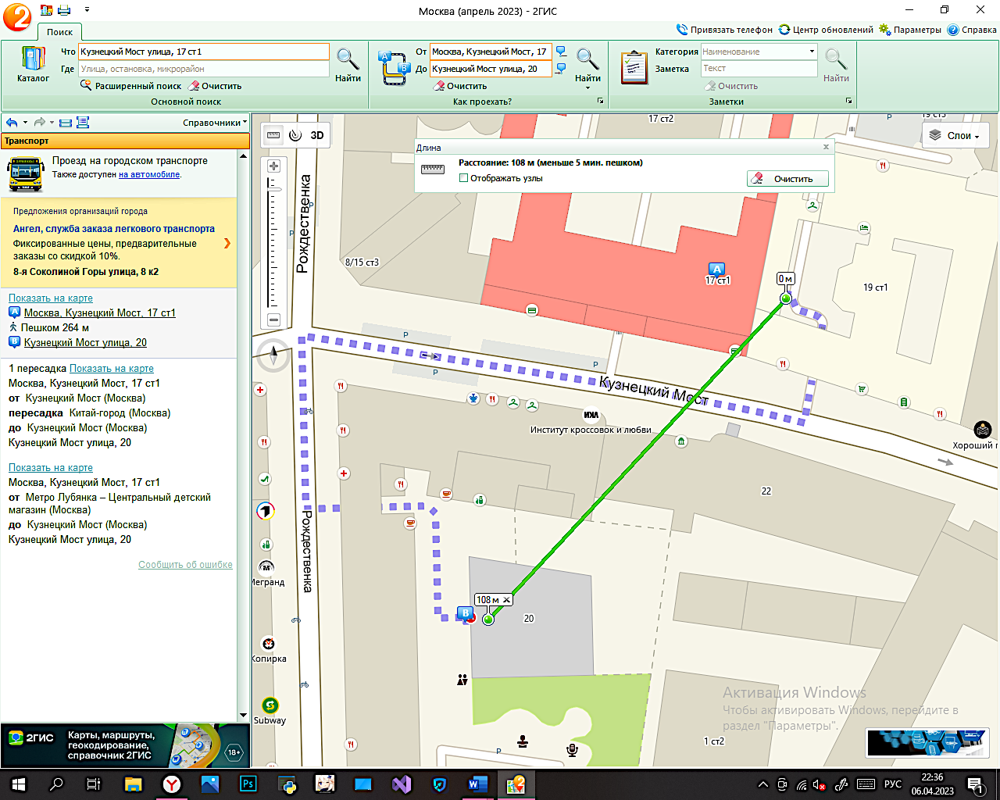 Москва (апрель 2023) - 2ГИС
Поиск
Привязать телефон
Центр обновлений
Параметры
Справка
Каталог
Что
Кузнецкий Мост улица, 17 ст1
Где
Улица, остановка, микрорайон
Расширенный поиск
Очистить
Найти
Основной поиск
От
Москва, Кузнецкий Мост, 17
До
Кузнецкий Мост улица, 20
Очистить
Найти
Как проехать?
Категория
Наименование
Заметка
Текст
Очистить
Найти
Заметки
Справочники
Транспорт
Проезд на городском транспорте
Также доступен на автомобиле.
Предложения организаций города
Ангел, служба заказа легкового транспорта
Фиксированные цены, предварительные
заказы со скидкой 10%.
8-я Соколиной Горы улица, 8 к2
Показать на карте
A Москва, Кузнецкий Мост, 17 ст1
Пешком 264 м
B Кузнецкий Мост улица, 20
1 пересадка Показать на карте
Москва, Кузнецкий Мост, 17 ст1
от Кузнецкий Мост (Москва)
пересадка Китай-город (Москва)
до Кузнецкий Мост (Москва)
Кузнецкий Мост улица, 20
Показать на карте
Москва, Кузнецкий Мост, 17 ст1
от Метро Лубянка – Центральный детский
магазин (Москва)
до Кузнецкий Мост (Москва)
Кузнецкий Мост улица, 20
Сообщить об ошибке
2ГИС
Карты, маршруты,
геокодирование,
справочник 2ГИС
18+
3D
Слои
Длина
Расстояние: 108 м (меньше 5 мин. пешком)
Отображать узлы
Очистить
17 ст2
19 ст3
P
Рождественка
P
P
8/15 ст3
A
17 ст1
0 м
19 ст1
P
P
P
Кузнецкий Мост
Институт кроссовок и любви
Хороший г
22
Рождественка
Мегранд
108 м
B
20
Копирка
Subway
1 ст2
P
Активация Windows
Чтобы активировать Windows, перейдите в
раздел "Параметры".
РУС
22:36
06.04.2023
1